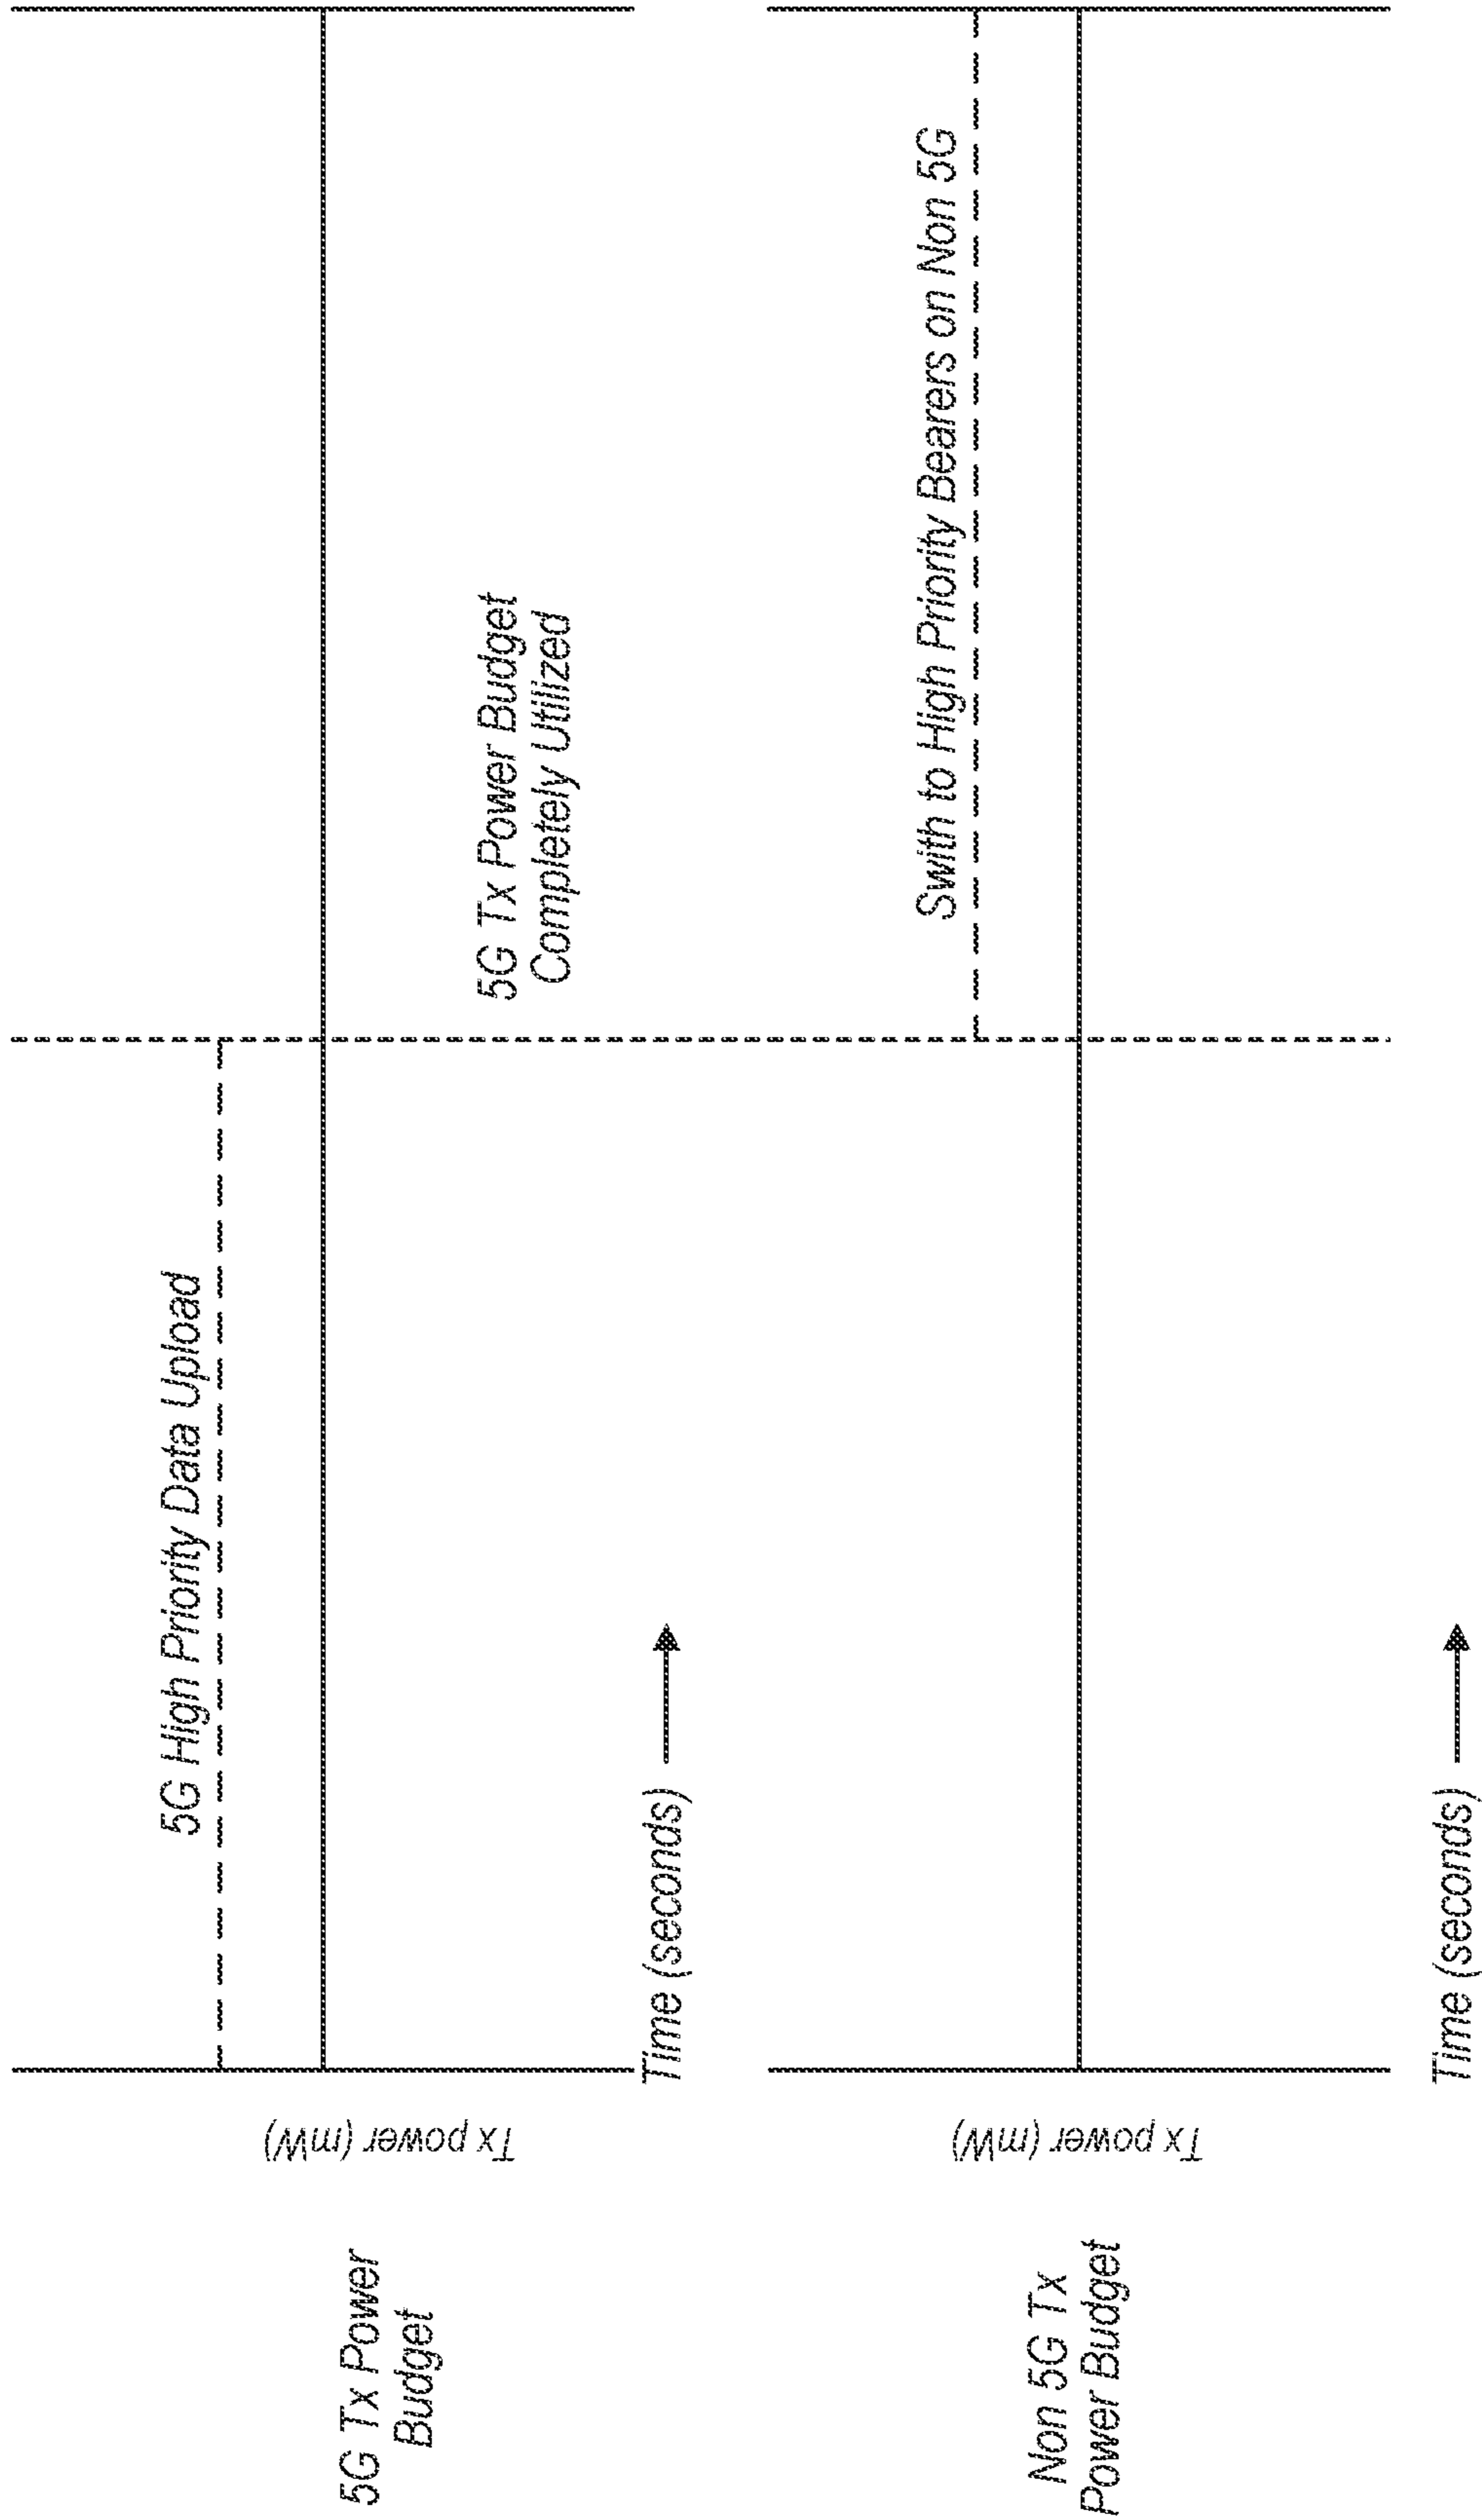 5G Tx Power
Budget
Tx power (mW)
5G High Priority Data Upload
5G Tx Power Budget
Completely Utilized
Time (seconds)
Non 5G Tx
Power Budget
Tx power (mW)
Swith to High Priority Bearers on Non 5G
Time (seconds)